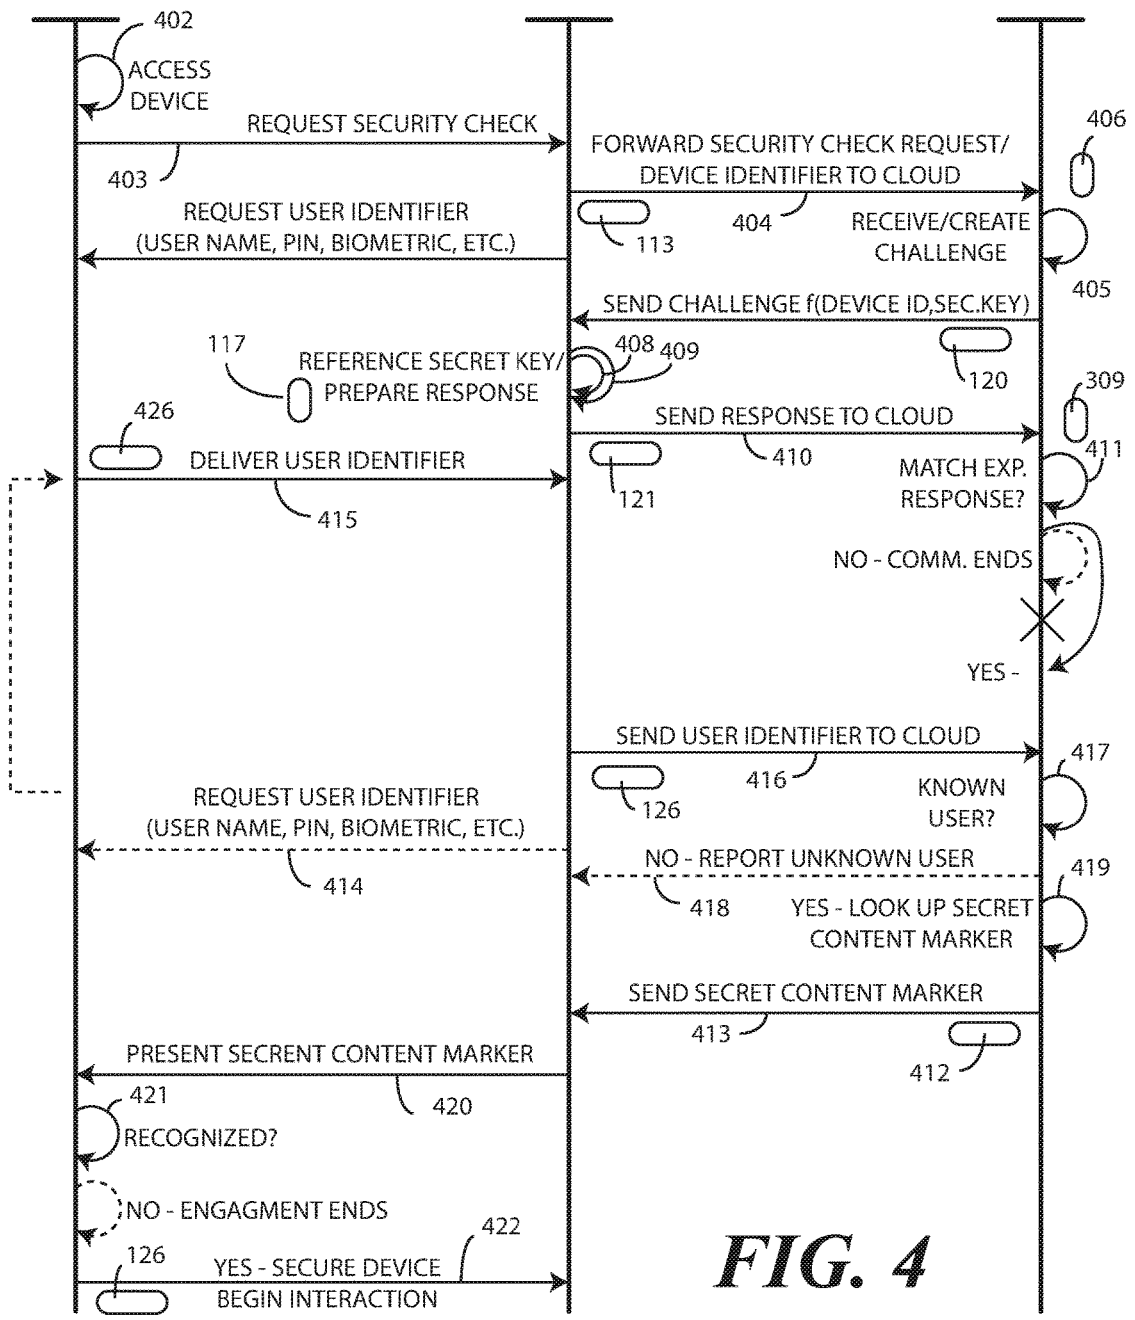 402
ACCESS
DEVICE
REQUEST SECURITY CHECK
403
FORWARD SECURITY CHECK REQUEST/
DEVICE IDENTIFIER TO CLOUD
406
404
113
REQUEST USER IDENTIFIER
(USER NAME, PIN, BIOMETRIC, ETC.)
RECEIVE/CREATE
CHALLENGE
405
SEND CHALLENGE f(DEVICE ID,SEC.KEY)
120
117
REFERENCE SECRET KEY/
PREPARE RESPONSE
408
409
309
SEND RESPONSE TO CLOUD
410
121
426
DELIVER USER IDENTIFIER
415
411
MATCH EXP.
RESPONSE?
NO - COMM. ENDS
YES -
SEND USER IDENTIFIER TO CLOUD
416
126
417
KNOWN
USER?
REQUEST USER IDENTIFIER
(USER NAME, PIN, BIOMETRIC, ETC.)
414
NO - REPORT UNKNOWN USER
418
419
YES - LOOK UP SECRET
CONTENT MARKER
SEND SECRET CONTENT MARKER
413
412
PRESENT SECRENT CONTENT MARKER
420
421
RECOGNIZED?
NO - ENGAGMENT ENDS
422
126
YES - SECURE DEVICE
BEGIN INTERACTION
FIG. 4